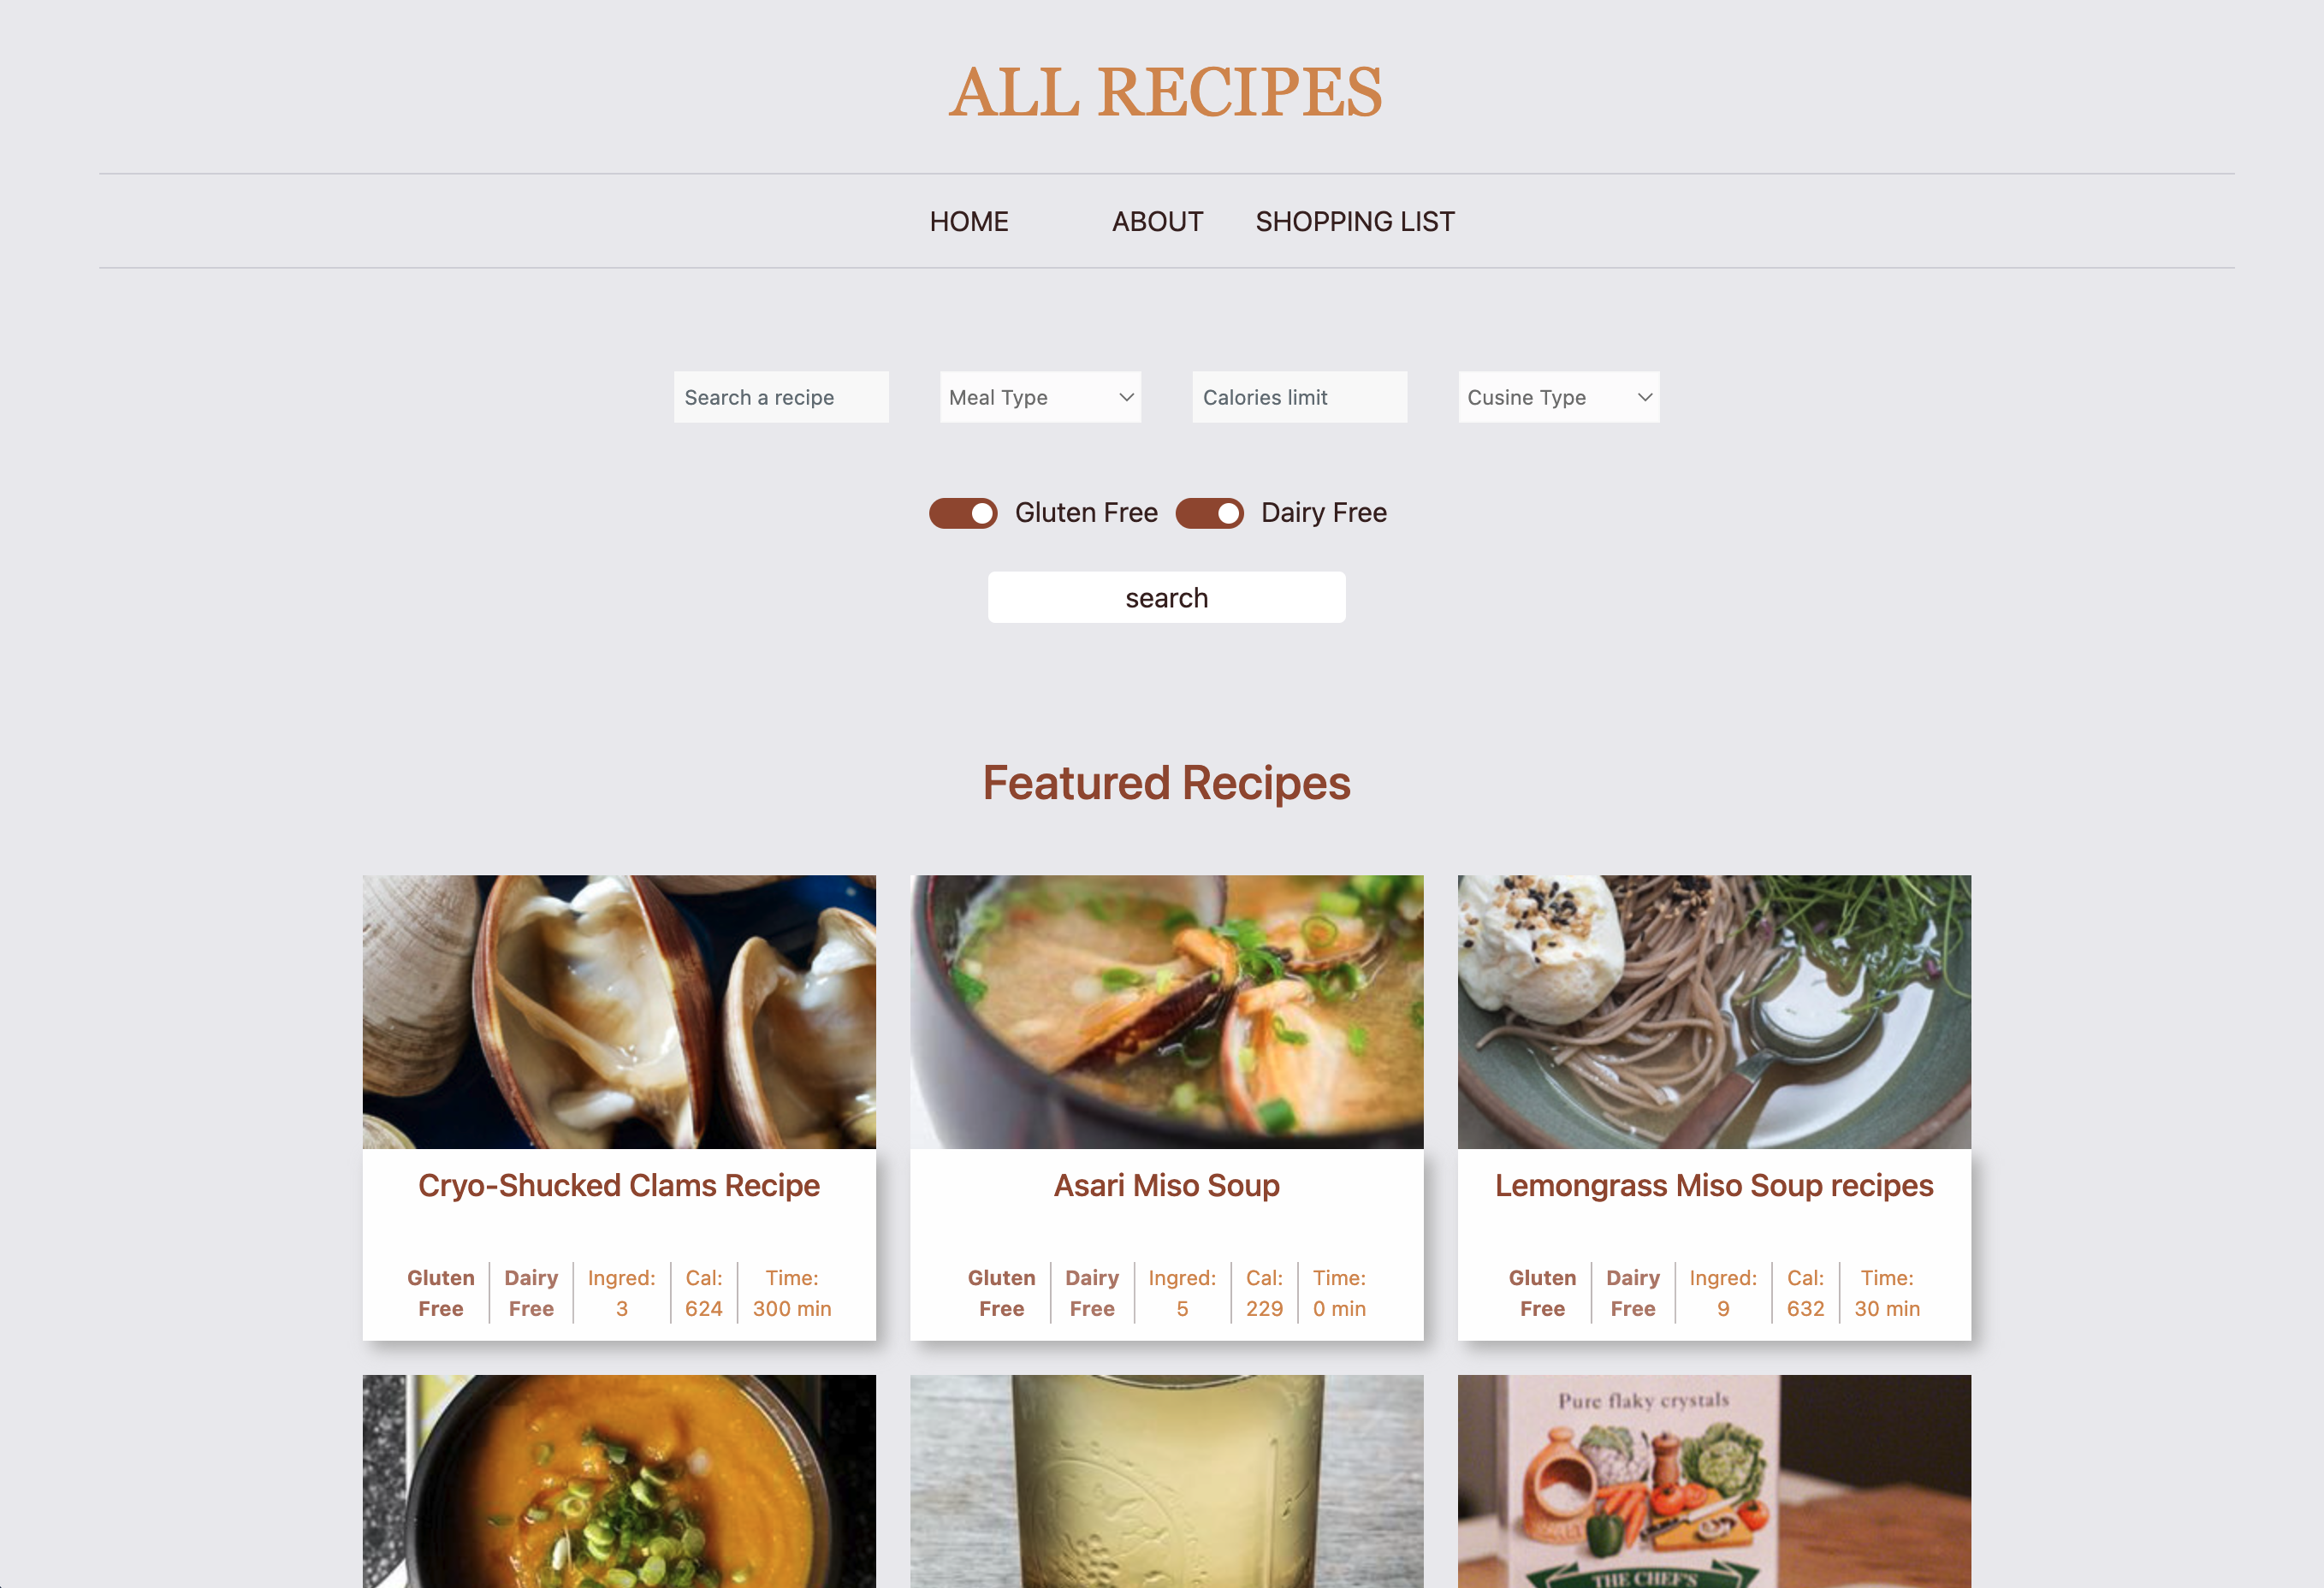 ALL RECIPES
HOME ABOUT SHOPPING LIST
Search a recipe Meal Type Calories limit Cusine Type
Gluten Free Dairy Free
search
Featured Recipes
Cryo-Shucked Clams Recipe
Gluten Free Dairy Free Ingred: 3 Cal: 624 Time: 300 min
Asari Miso Soup
Gluten Free Dairy Free Ingred: 5 Cal: 229 Time: 0 min
Lemongrass Miso Soup recipes
Gluten Free Dairy Free Ingred: 9 Cal: 632 Time: 30 min
Pure flaky crystals
THE CHEF'S